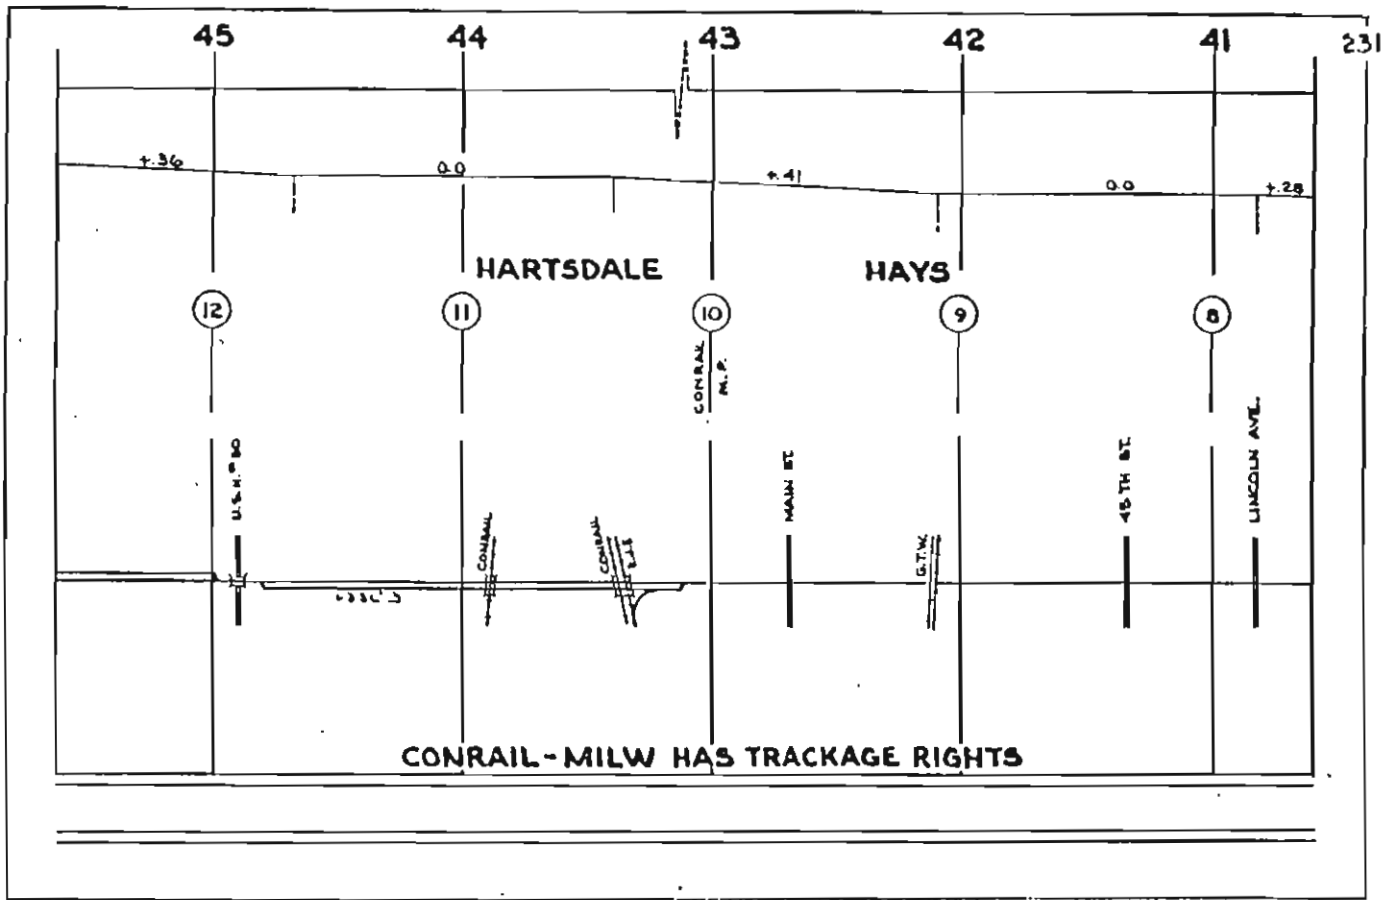 45 44 43 42 41 231
+.36 0.0 +.41 0.0 +.28
HARTSDALE HAYS
12 11 10 9 8
CONRAIL
M.P.
U.S.H.
MAIN ST.
45TH ST.
LINCOLN AVE.
CONRAIL
CONRAIL
E.J.E
G.T.W.
CONRAIL-MILW HAS TRACKAGE RIGHTS